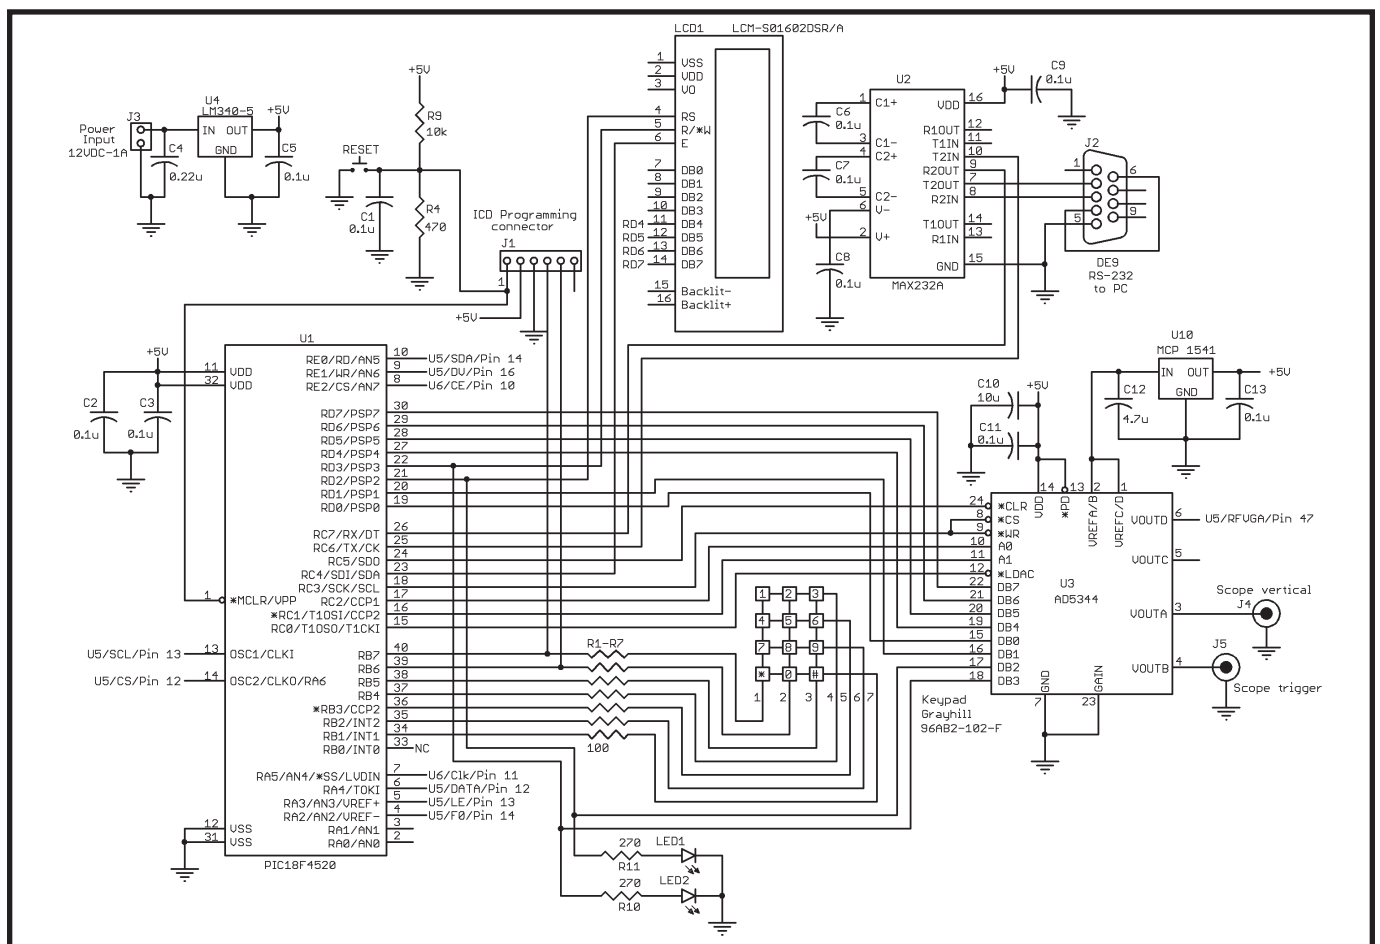 LCD1 LCM-S01602DSR/A
1 VSS
2 VDD
3 VO
4 RS
5 R/*W
6 E
7 DB0
8 DB1
9 DB2
10 DB3
RD4 11 DB4
RD5 12 DB5
RD6 13 DB6
RD7 14 DB7
15 Backlit-
16 Backlit+
J3
Power
Input
12VDC-1A
U4
LM340-5
IN OUT
GND
+5V
C4
0.22u
C5
0.1u
+5V
R9
10k
RESET
C1
0.1u
R4
470
ICD Programming
connector
J1
1
+5V
U2
1 C1+
3 C1-
4 C2+
5 C2-
6 V-
2 V+
VDD 16
R1OUT 12
T1IN 11
T2IN 10
R2OUT 9
T2OUT 7
R2IN 8
T1OUT 14
R1IN 13
GND 15
MAX232A
C6
0.1u
C7
0.1u
+5V
C8
0.1u
+5V
C9
0.1u
J2
1
6
5
9
DE9
RS-232
to PC
U1
+5V
11 VDD
32 VDD
C2
0.1u
C3
0.1u
1 *MCLR/VPP
U5/SCL/Pin 13 13 OSC1/CLKI
U5/CS/Pin 12 14 OSC2/CLKO/RA6
12 VSS
31 VSS
RE0/RD/AN5 10 U5/SDA/Pin 14
RE1/WR/AN6 9 U5/DV/Pin 16
RE2/CS/AN7 8 U6/CE/Pin 10
RD7/PSP7 30
RD6/PSP6 29
RD5/PSP5 28
RD4/PSP4 27
RD3/PSP3 22
RD2/PSP2 21
RD1/PSP1 20
RD0/PSP0 19
RC7/RX/DT 26
RC6/TX/CK 25
RC5/SDO 24
RC4/SDI/SDA 23
RC3/SCK/SCL 18
RC2/CCP1 17
*RC1/T1OSI/CCP2 16
RC0/T1OSO/T1CKI 15
RB7 40
RB6 39
RB5 38
RB4 37
*RB3/CCP2 36
RB2/INT2 35
RB1/INT1 34
RB0/INT0 33 NC
RA5/AN4/*SS/LVDIN 7 U6/Clk/Pin 11
RA4/TOKI 6 U5/DATA/Pin 12
RA3/AN3/VREF+ 5 U5/LE/Pin 13
RA2/AN2/VREF- 4 U5/F0/Pin 14
RA1/AN1 3
RA0/AN0 2
PIC18F4520
R1-R7
100
1 2 3
4 5 6
7 8 9
* 0 #
1 2 3 4 5 6 7
Keypad
Grayhill
96AB2-102-F
270 LED1
R11
270 LED2
R10
U10
MCP 1541
IN OUT
GND
+5V
C12
4.7u
C13
0.1u
C10
10u
+5V
C11
0.1u
14 13 2 1
VDD *PD VREFA/B VREFC/D
24 *CLR
8 *CS
9 *WR
10 A0
11 A1
12 *LDAC
22 DB7
21 DB6
20 DB5
19 DB4
15 DB0
16 DB1
17 DB2
18 DB3
U3
AD5344
VOUTD 6 U5/RFVGA/Pin 47
VOUTC 5
VOUTA 3
VOUTB 4
GND GAIN
7 23
Scope vertical
J4
J5
Scope trigger